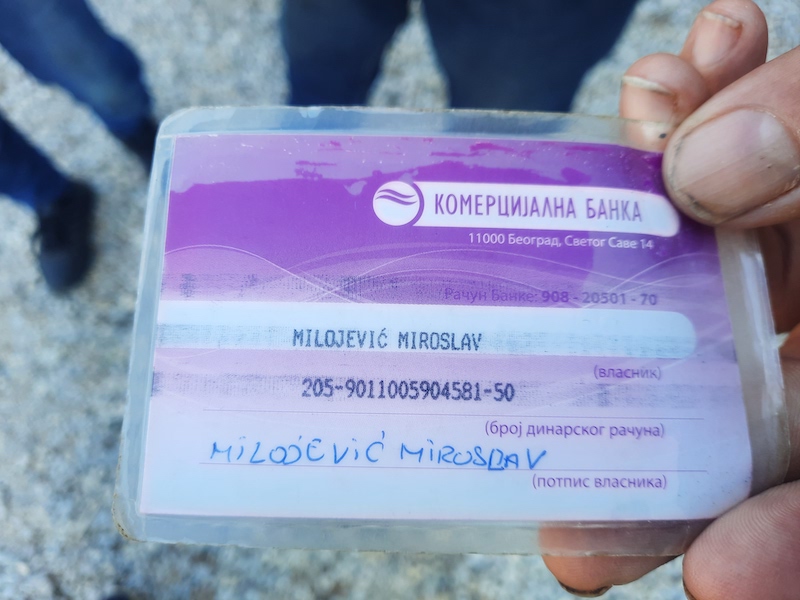 КОМЕРЦИЈАЛНА БАНКА
11000 Београд, Светог Саве 14
Рачун Банке: 908 - 20501 - 70
MILOJEVIĆ MIROSLAV
(власник)
205-9011005904581-50
(број динарског рачуна)
MILOJEVIĆ MIROSLAV
(потпис власника)